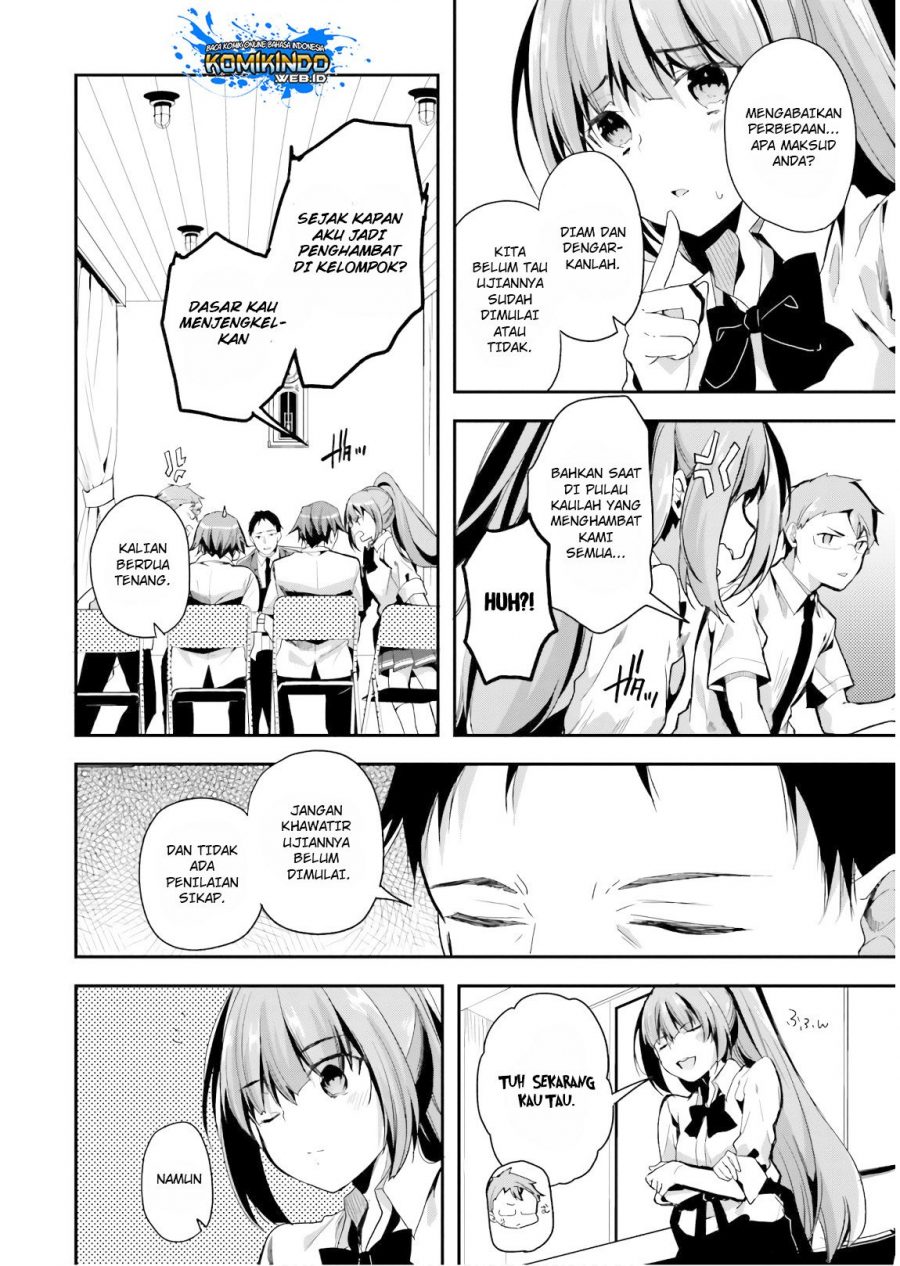 BACA KOMIK ONLINE BAHASA INDONESIA
KOMIKINDO
WEB.ID
MENGABAIKAN
PERBEDAAN...
APA MAKSUD
ANDA?
DIAM DAN
DENGAR-
KANLAH.
KITA
BELUM TAU
UJIANNYA
SUDAH
DIMULAI
ATAU
TIDAK.
BAHKAN SAAT
DI PULAU
KAULAH YANG
MENGHAMBAT
KAMI
SEMUA...
HUH?!
SEJAK KAPAN
AKU JADI
PENGHAMBAT
DI KELOMPOK?
DASAR KAU
MENJENGKEL-
KAN
KALIAN
BERDUA
TENANG.
JANGAN
KHAWATIR
UJIANNYA
BELUM
DIMULAI.
DAN TIDAK
ADA
PENILAIAN
SIKAP.
ふふん
TUH SEKARANG
KAU TAU.
NAMUN